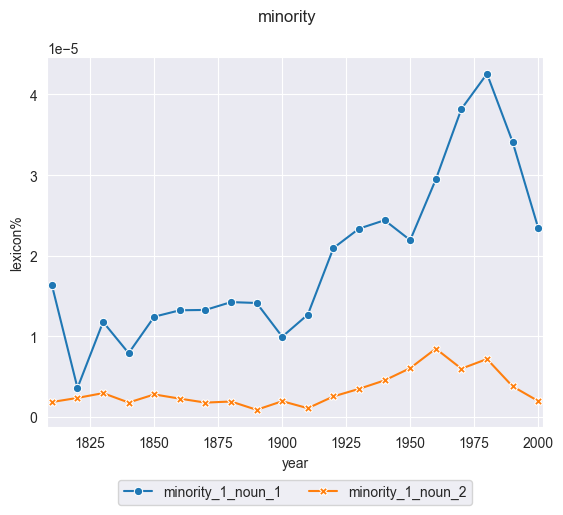 minority
1e−5
4
3
2
1
0
lexicon%
1825 1850 1875 1900 1925 1950 1975 2000
year
minority_1_noun_1 minority_1_noun_2